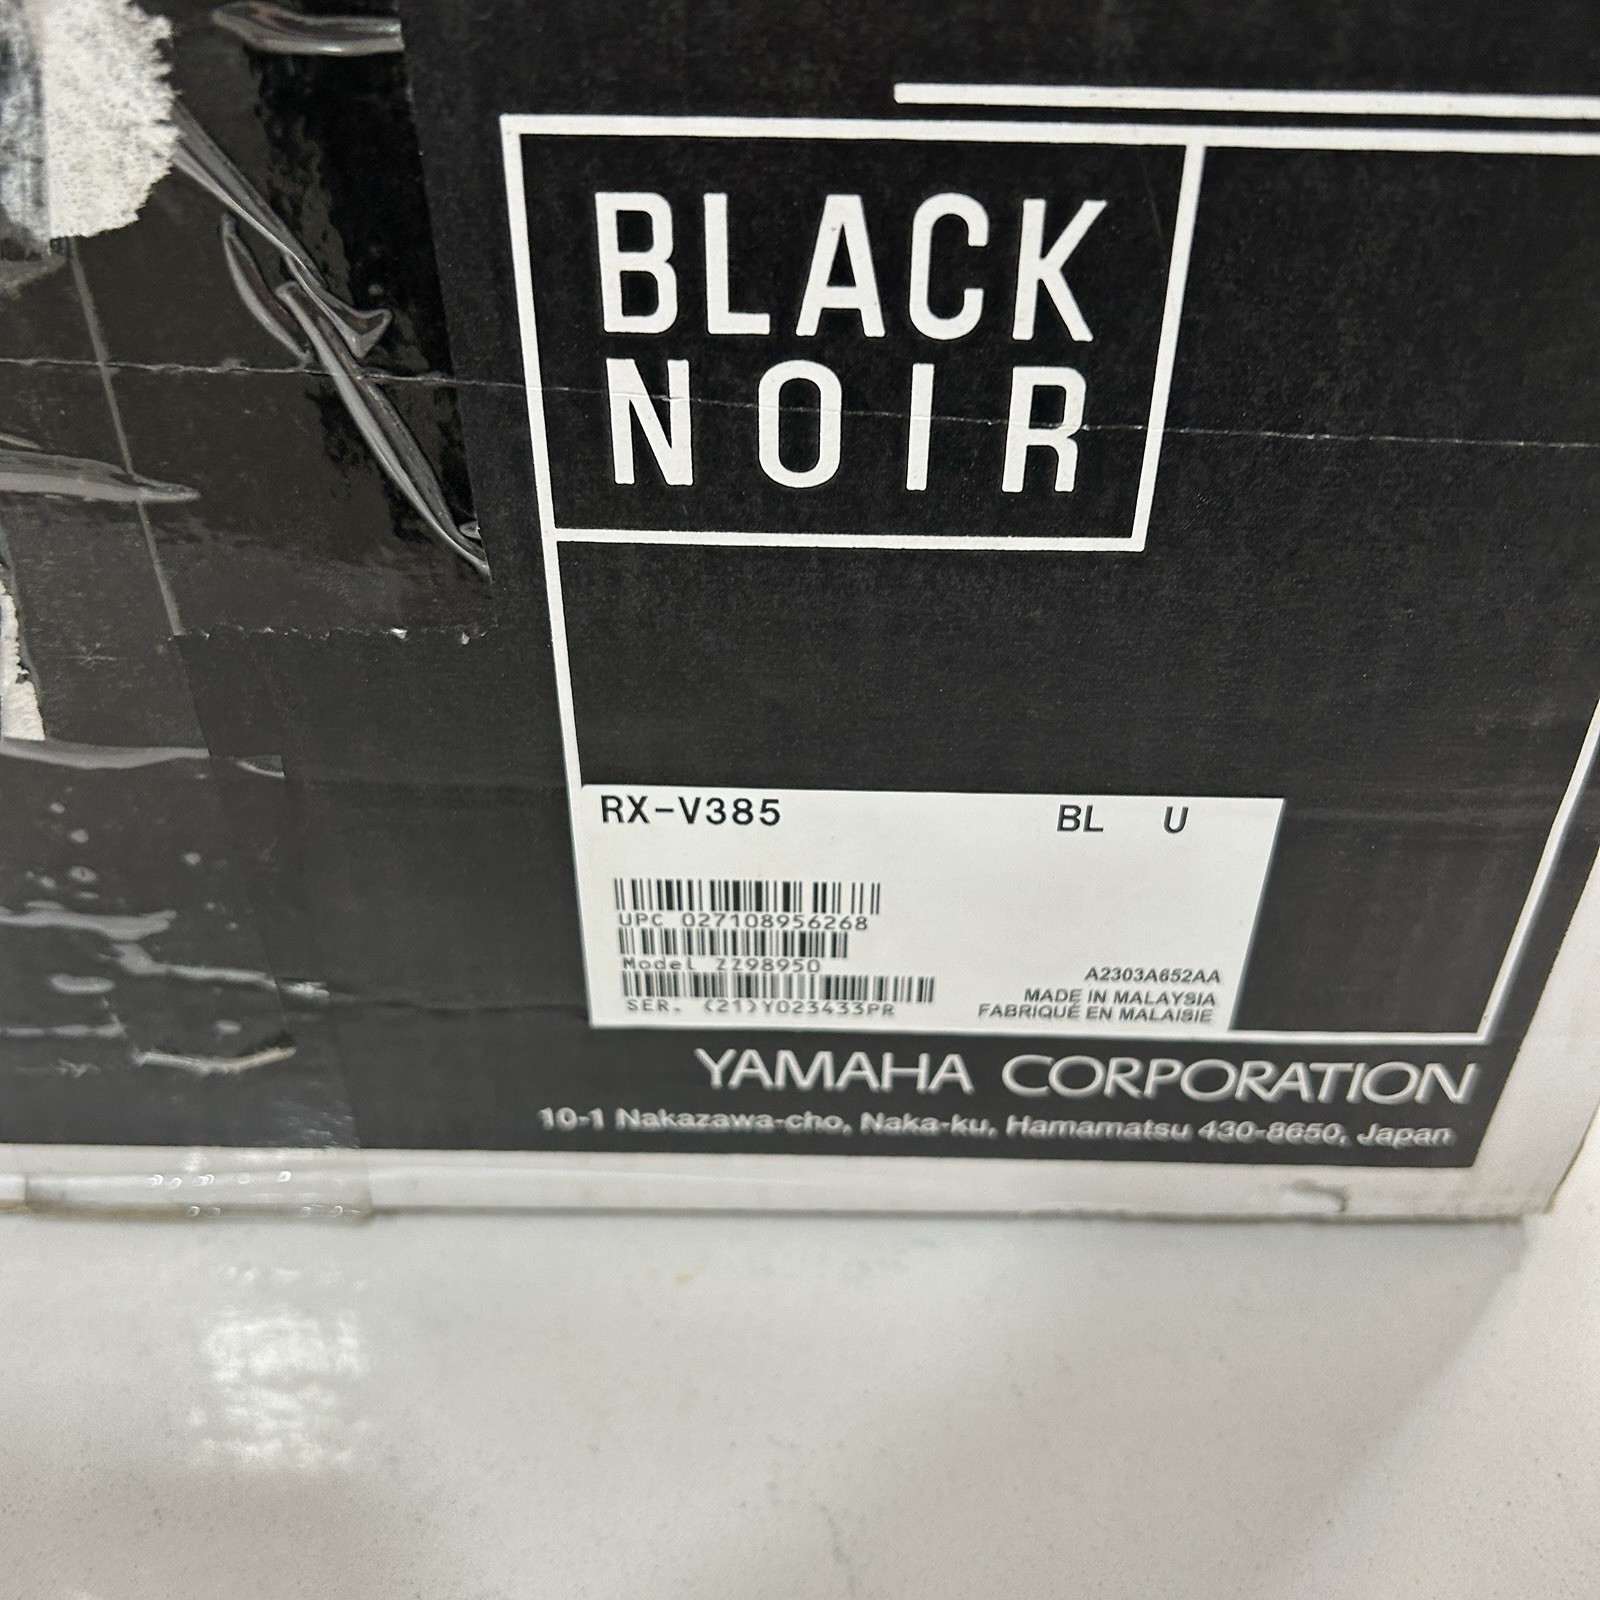 BLACK
NOIR
RX-V385 BL U
UPC 027108956268
Model ZZ98950
SER. (21)Y023433PR
A2303A652AA
MADE IN MALAYSIA
FABRIQUÉ EN MALAISIE
YAMAHA CORPORATION
10-1 Nakazawa-cho, Naka-ku, Hamamatsu 430-8650, Japan